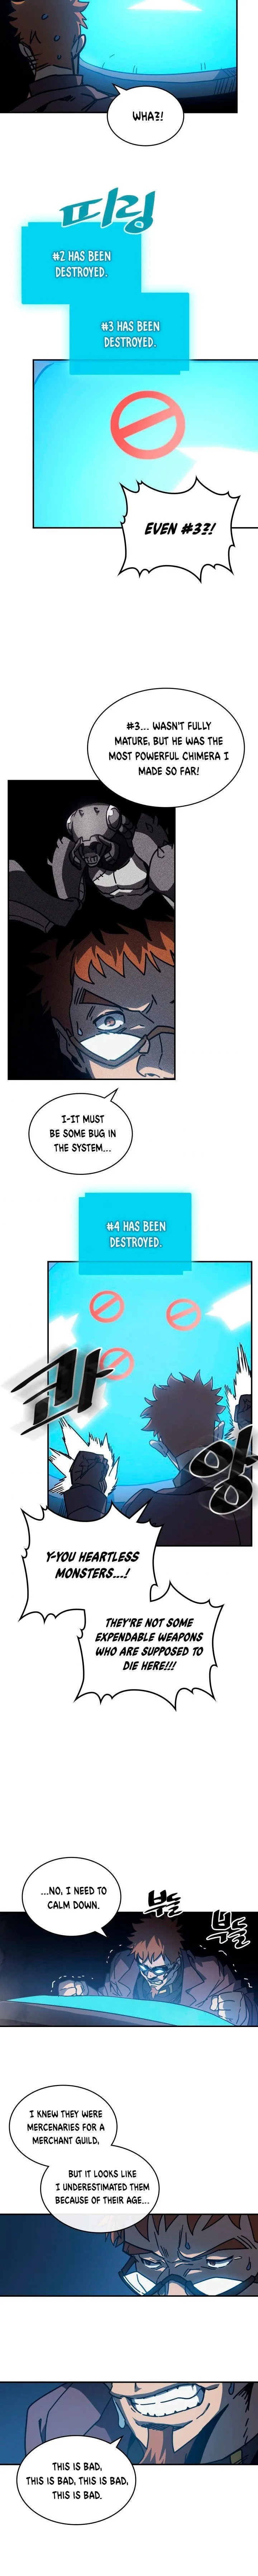 WHA?!
띠링
#2 HAS BEEN
DESTROYED.
#3 HAS BEEN
DESTROYED.
EVEN #3?!
#3... WASN'T FULLY
MATURE, BUT HE WAS THE
MOST POWERFUL CHIMERA I
MADE SO FAR!
I-IT MUST
BE SOME BUG IN
THE SYSTEM...
#4 HAS BEEN
DESTROYED.
콰
앙
Y-YOU HEARTLESS
MONSTERS...!
THEY'RE NOT SOME
EXPENDABLE WEAPONS
WHO ARE SUPPOSED TO
DIE HERE!!!
...NO, I NEED TO
CALM DOWN.
부들
부들
I KNEW THEY WERE
MERCENARIES FOR A
MERCHANT GUILD,
BUT IT LOOKS LIKE
I UNDERESTIMATED THEM
BECAUSE OF THEIR AGE...
THIS IS BAD,
THIS IS BAD, THIS IS BAD,
THIS IS BAD.